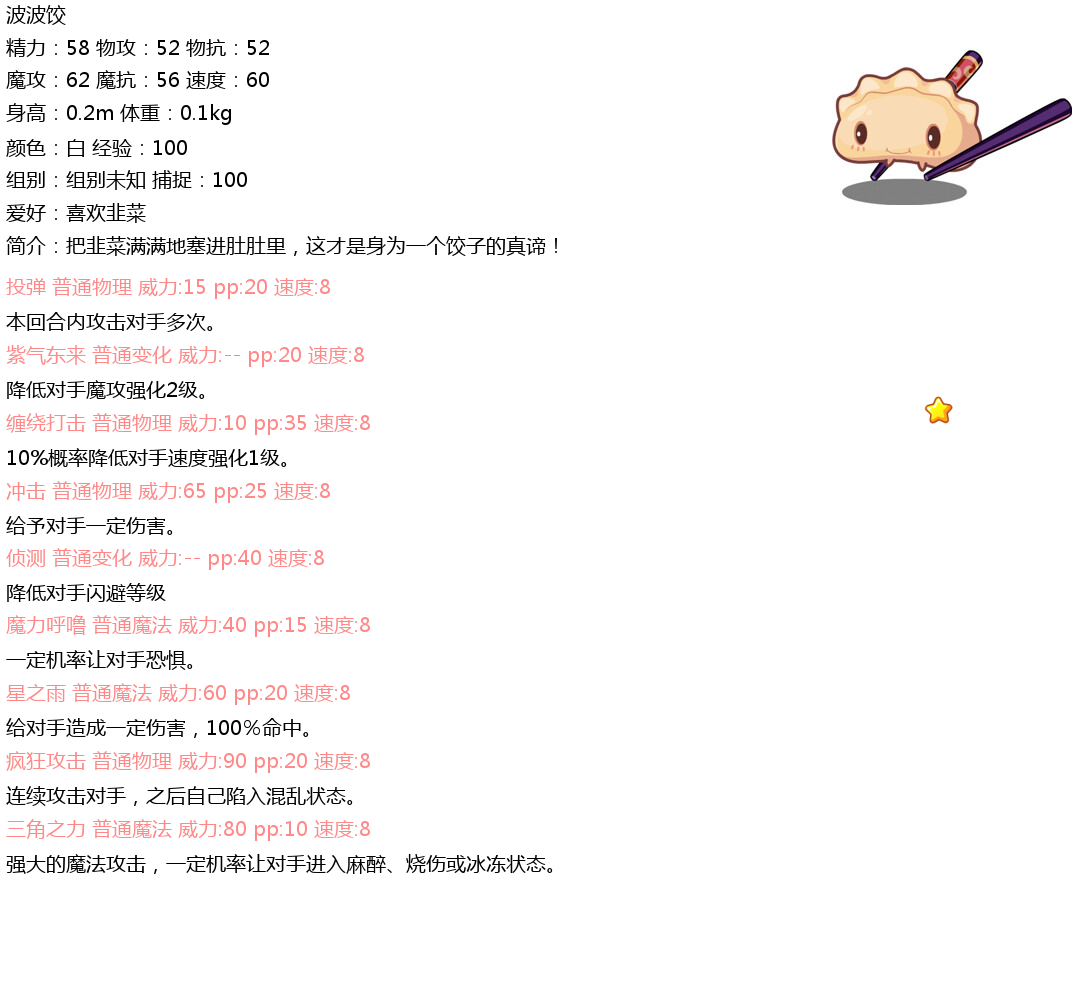 波波饺
精力：58 物攻：52 物抗：52
魔攻：62 魔抗：56 速度：60
身高：0.2m 体重：0.1kg
颜色：白 经验：100
组别：组别未知 捕捉：100
爱好：喜欢韭菜
简介：把韭菜满满地塞进肚肚里，这才是身为一个饺子的真谛！
投弹 普通物理 威力:15 pp:20 速度:8
本回合内攻击对手多次。
紫气东来 普通变化 威力:-- pp:20 速度:8
降低对手魔攻强化2级。
缠绕打击 普通物理 威力:10 pp:35 速度:8
10%概率降低对手速度强化1级。
冲击 普通物理 威力:65 pp:25 速度:8
给予对手一定伤害。
侦测 普通变化 威力:-- pp:40 速度:8
降低对手闪避等级
魔力呼噜 普通魔法 威力:40 pp:15 速度:8
一定机率让对手恐惧。
星之雨 普通魔法 威力:60 pp:20 速度:8
给对手造成一定伤害，100%命中。
疯狂攻击 普通物理 威力:90 pp:20 速度:8
连续攻击对手，之后自己陷入混乱状态。
三角之力 普通魔法 威力:80 pp:10 速度:8
强大的魔法攻击，一定机率让对手进入麻醉、烧伤或冰冻状态。